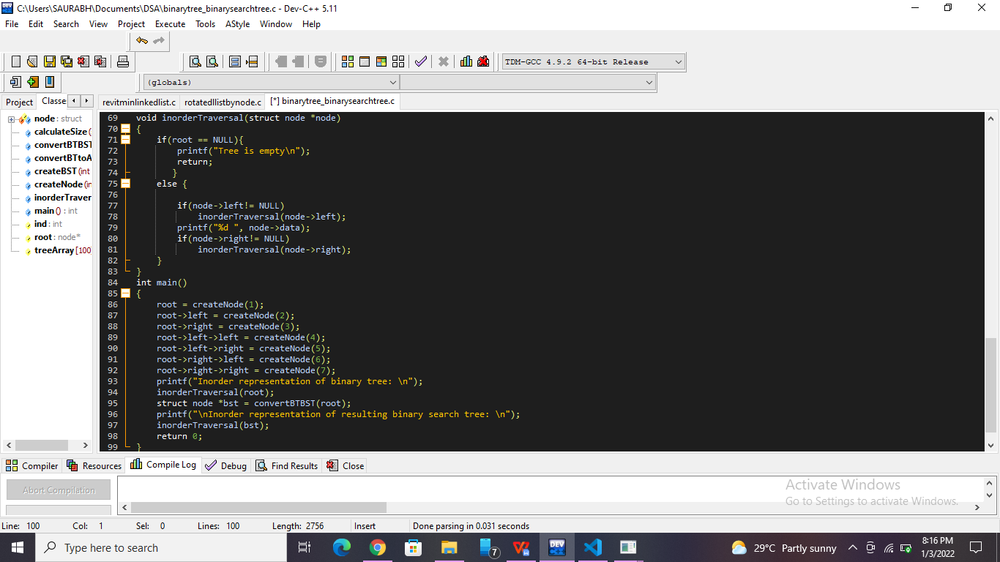 C:\Users\SAURABH\Documents\DSA\binarytree_binarysearchtree.c - Dev-C++ 5.11
File Edit Search View Project Execute Tools AStyle Window Help
TDM-GCC 4.9.2 64-bit Release
(globals)
Project Classe revitminlinkedlist.c rotatedllistbynode.c [*] binarytree_binarysearchtree.c
node : struct
calculateSize (
convertBTBST
convertBTtoA
createBST (int
createNode (in
inorderTraver
main () : int
ind : int
root : node*
treeArray [100]
69 void inorderTraversal(struct node *node)
70 {
71 if(root == NULL){
72 printf("Tree is empty\n");
73 return;
74 }
75 else {
76
77 if(node->left!= NULL)
78 inorderTraversal(node->left);
79 printf("%d ", node->data);
80 if(node->right!= NULL)
81 inorderTraversal(node->right);
82 }
83 }
84 int main()
85 {
86 root = createNode(1);
87 root->left = createNode(2);
88 root->right = createNode(3);
89 root->left->left = createNode(4);
90 root->left->right = createNode(5);
91 root->right->left = createNode(6);
92 root->right->right = createNode(7);
93 printf("Inorder representation of binary tree: \n");
94 inorderTraversal(root);
95 struct node *bst = convertBTBST(root);
96 printf("\nInorder representation of resulting binary search tree: \n");
97 inorderTraversal(bst);
98 return 0;
99 }
Compiler Resources Compile Log Debug Find Results Close
Abort Compilation
Activate Windows
Go to Settings to activate Windows.
Line: 100 Col: 1 Sel: 0 Lines: 100 Length: 2756 Insert Done parsing in 0.031 seconds
Type here to search
7
DEV
29°C Partly sunny
8:16 PM
1/3/2022